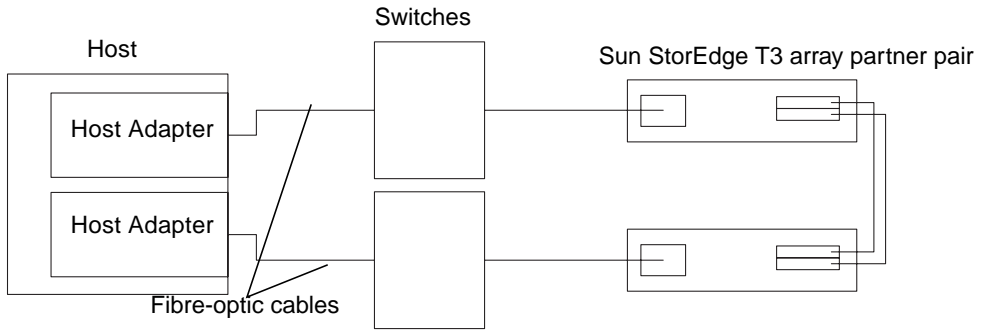 Switches
Host
Sun StorEdge T3 array partner pair
Host Adapter
Host Adapter
Fibre-optic cables